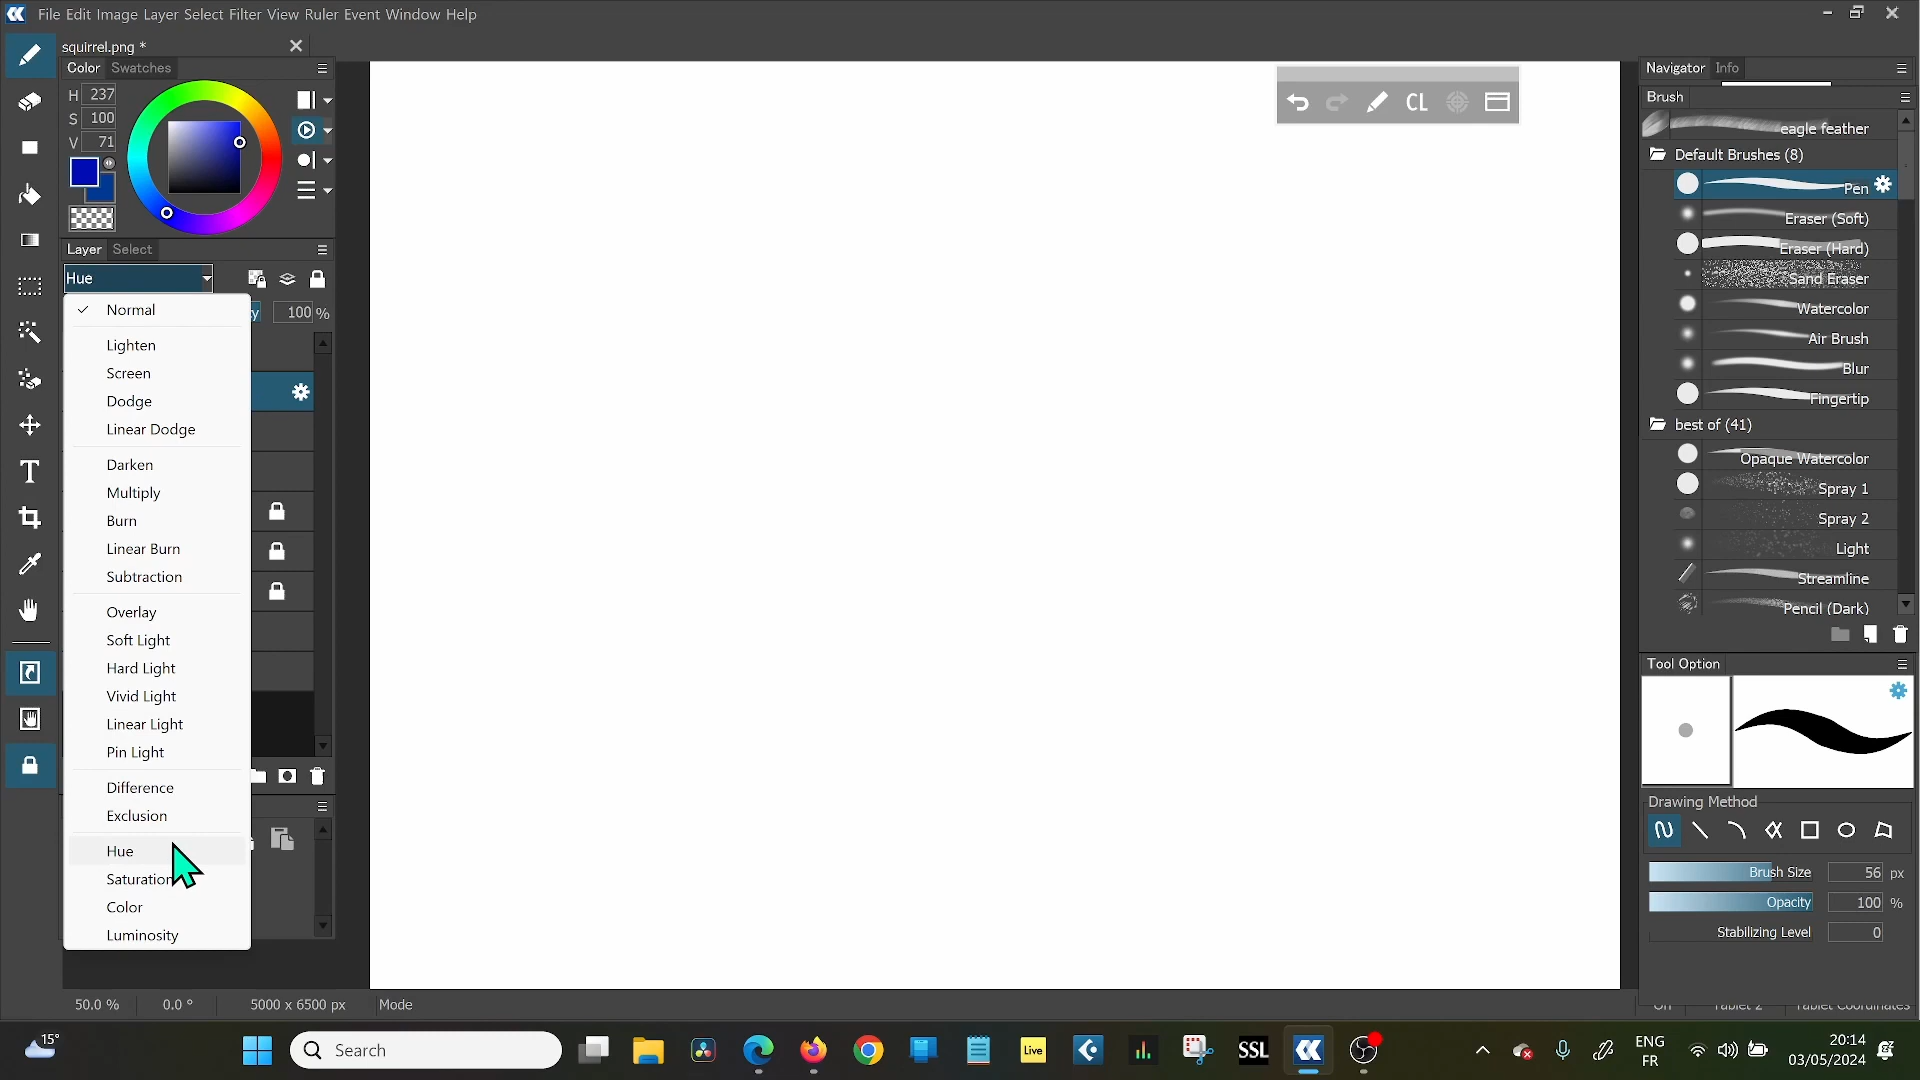 File Edit Image Layer Select Filter View Ruler Event Window Help
squirrel.png *
Color Swatches
H 237
S 100
V 71
Layer Select
Hue
100 %
Normal
Lighten
Screen
Dodge
Linear Dodge
Darken
Multiply
Burn
Linear Burn
Subtraction
Overlay
Soft Light
Hard Light
Vivid Light
Linear Light
Pin Light
Difference
Exclusion
Hue
Saturation
Color
Luminosity
50.0 % 0.0 ° 5000 x 6500 px Mode
CL
Navigator Info
Brush
eagle feather
Default Brushes (8)
Pen
Eraser (Soft)
Eraser (Hard)
Sand Eraser
Watercolor
Air Brush
Blur
Fingertip
best of (41)
Opaque Watercolor
Spray 1
Spray 2
Light
Streamline
Pencil (Dark)
Tool Option
Drawing Method
Brush Size 56 px
Opacity 100 %
Stabilizing Level 0
Tablet Coordinates
15°
Search
Live
SSL
ENG
FR
20:14
03/05/2024